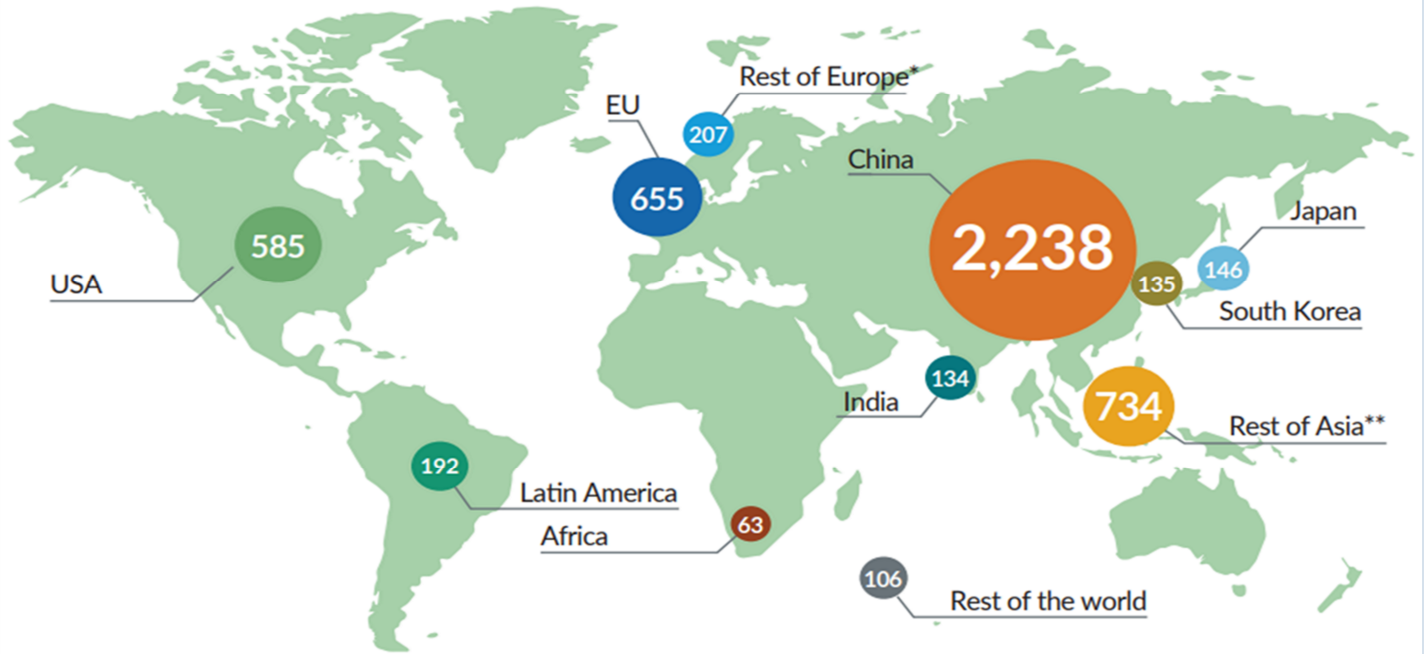 Rest of Europe*
207
EU
655
China
2,238
585
USA
Japan
146
135
South Korea
134
India
734
Rest of Asia**
192
Latin America
63
Africa
106
Rest of the world